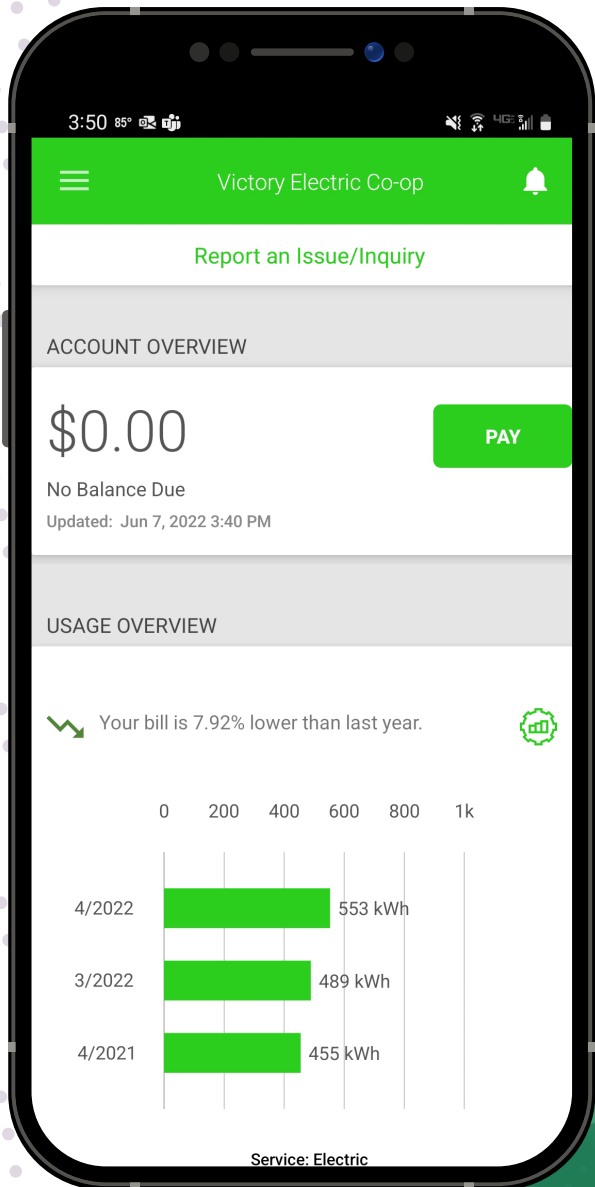 3:50 85°
4G
Victory Electric Co-op
Report an Issue/Inquiry
ACCOUNT OVERVIEW
$0.00
PAY
No Balance Due
Updated: Jun 7, 2022 3:40 PM
USAGE OVERVIEW
Your bill is 7.92% lower than last year.
0 200 400 600 800 1k
4/2022 553 kWh
3/2022 489 kWh
4/2021 455 kWh
Service: Electric